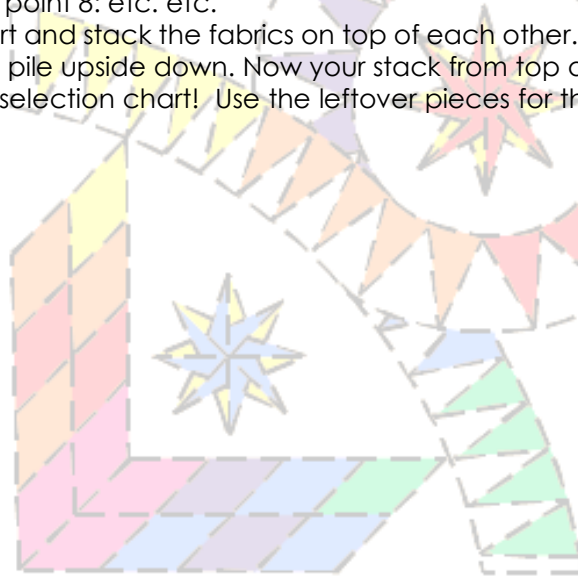 point 8: etc. etc.
rt and stack the fabrics on top of each other.
pile upside down. Now your stack from top
selection chart! Use the leftover pieces for